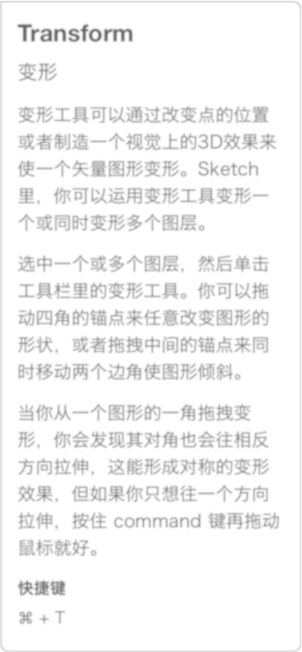 Transform
变形
变形工具可以通过改变点的位置
或者制造一个视觉上的3D效果来
使一个矢量图形变形。Sketch
里，你可以运用变形工具变形一
个或同时变形多个图层。
选中一个或多个图层，然后单击
工具栏里的变形工具。你可以拖
动四角的锚点来任意改变图形的
形状，或者拖拽中间的锚点来同
时移动两个边角使图形倾斜。
当你从一个图形的一角拖拽变
形，你会发现其对角也会往相反
方向拉伸，这能形成对称的变形
效果，但如果你只想往一个方向
拉伸，按住 command 键再拖动
鼠标就好。
快捷键
⌘ + T